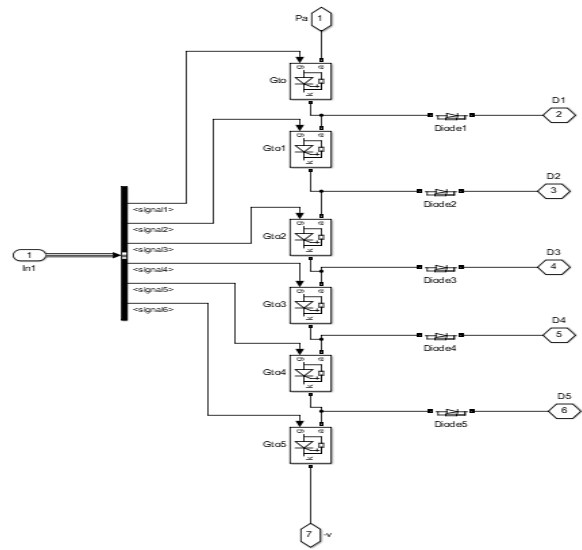 Pa
1
g
a
Gto
k
D1
2
Diode1
g
a
Gto1
k
D2
3
Diode2
<signal1>
<signal2>
g
a
Gto2
k
<signal3>
1
In1
D3
4
Diode3
<signal4>
g
a
Gto3
k
<signal5>
<signal6>
D4
5
Diode4
g
a
Gto4
k
D5
6
Diode5
g
a
Gto5
k
7
-v